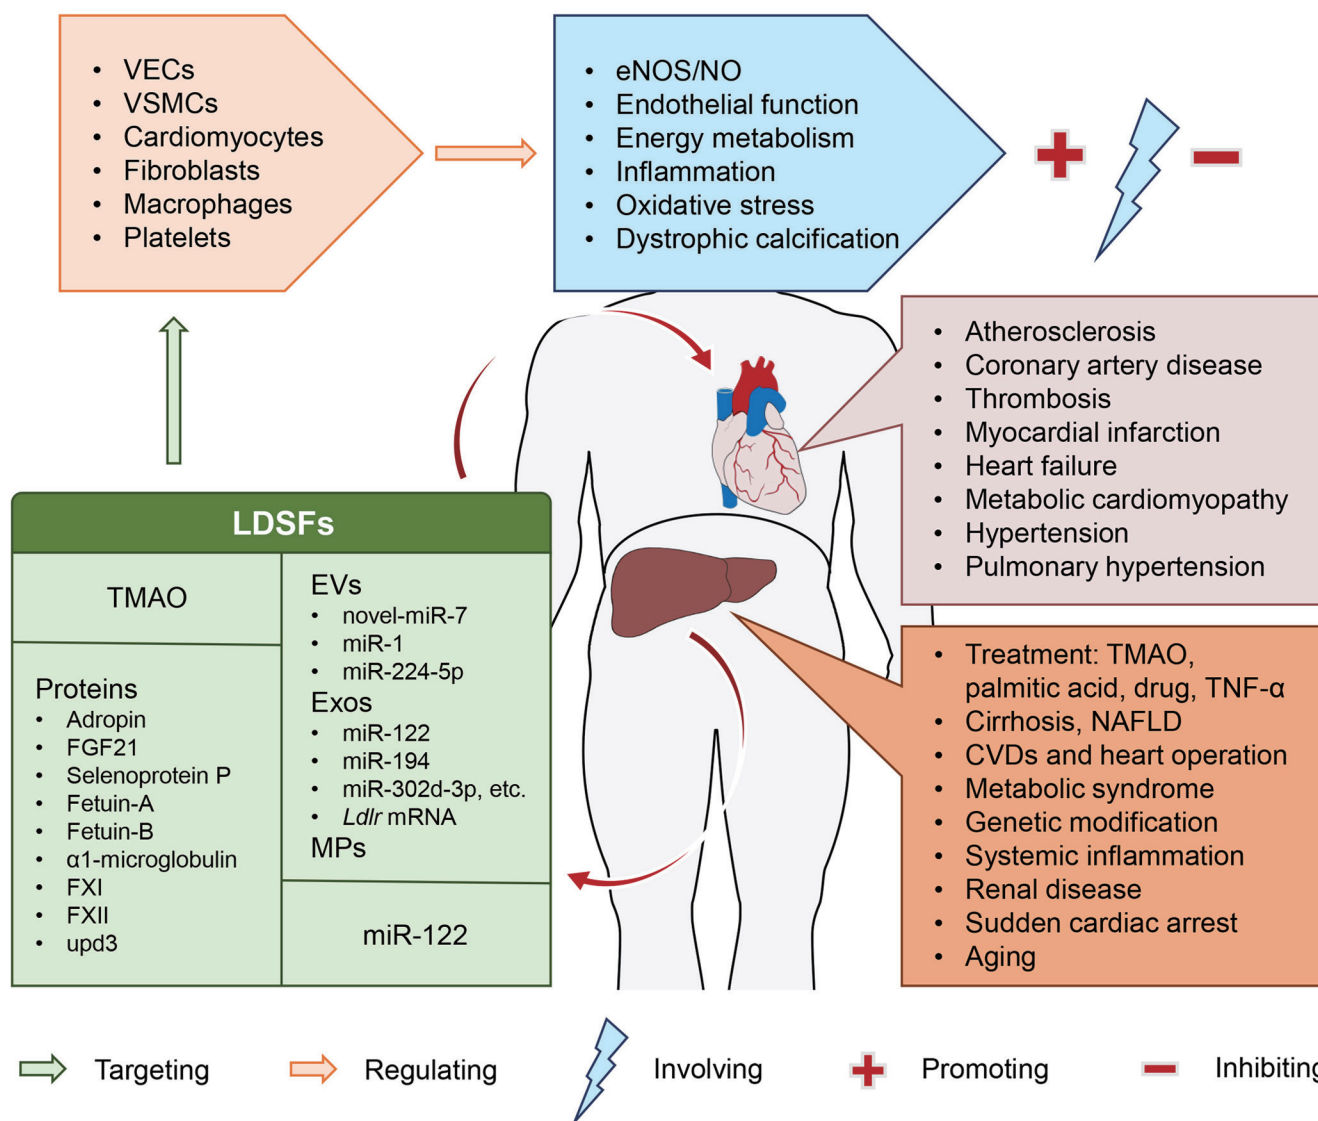 • VECs
• VSMCs
• Cardiomyocytes
• Fibroblasts
• Macrophages
• Platelets
• eNOS/NO
• Endothelial function
• Energy metabolism
• Inflammation
• Oxidative stress
• Dystrophic calcification
• Atherosclerosis
• Coronary artery disease
• Thrombosis
• Myocardial infarction
• Heart failure
• Metabolic cardiomyopathy
• Hypertension
• Pulmonary hypertension
LDSFs
TMAO
Proteins
• Adropin
• FGF21
• Selenoprotein P
• Fetuin-A
• Fetuin-B
• α1-microglobulin
• FXI
• FXII
• upd3
EVs
• novel-miR-7
• miR-1
• miR-224-5p
Exos
• miR-122
• miR-194
• miR-302d-3p, etc.
• Ldlr mRNA
MPs
miR-122
• Treatment: TMAO,
palmitic acid, drug, TNF-α
• Cirrhosis, NAFLD
• CVDs and heart operation
• Metabolic syndrome
• Genetic modification
• Systemic inflammation
• Renal disease
• Sudden cardiac arrest
• Aging
Targeting
Regulating
Involving
Promoting
Inhibiting